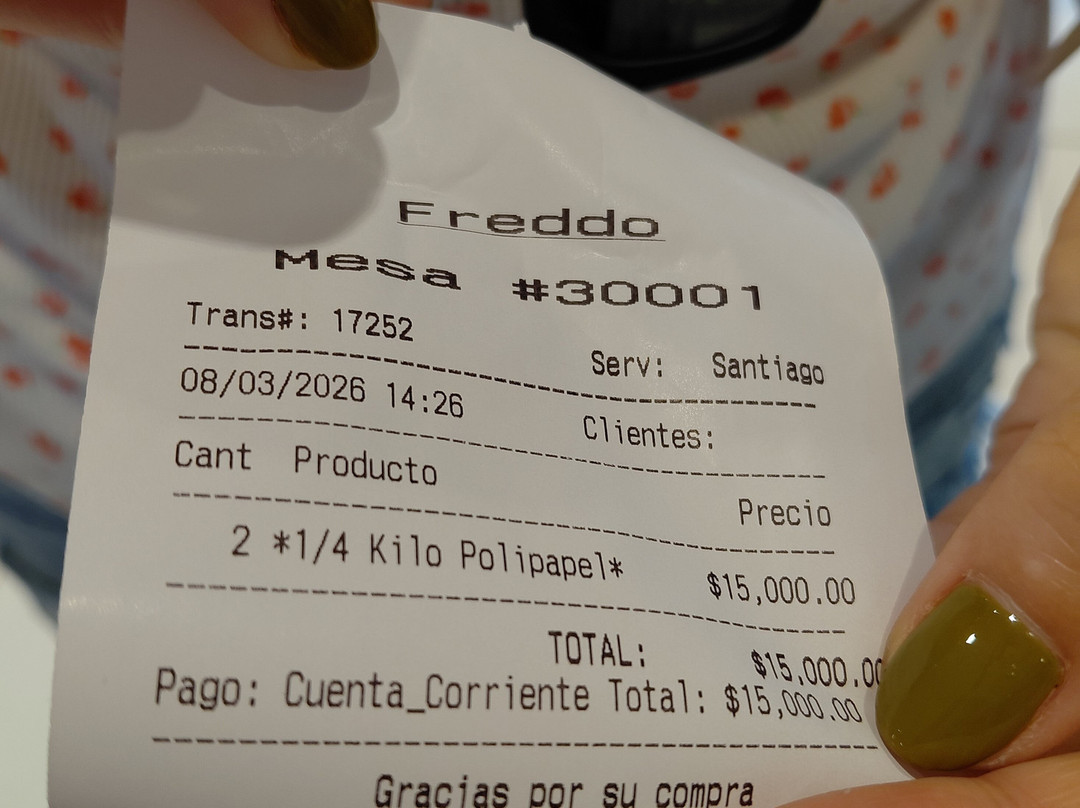 Freddo
Mesa #30001
Trans#: 17252 Serv: Santiago
--------------------------------
08/03/2026 14:26 Clientes:
--------------------------------
Cant Producto Precio
--------------------------------
2 *1/4 Kilo Polipapel* $15,000.00
--------------------------------
TOTAL: $15,000.00
Pago: Cuenta_Corriente Total: $15,000.00
--------------------------------
Gracias por su compra